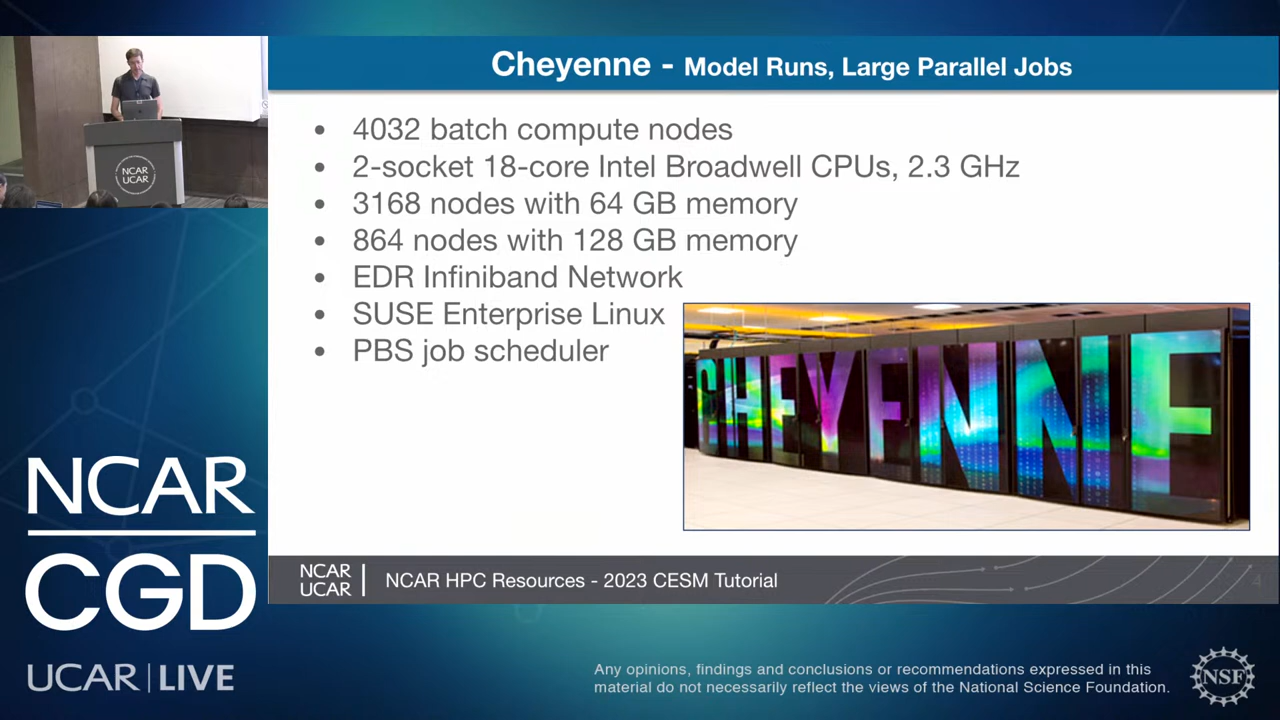 Cheyenne - Model Runs, Large Parallel Jobs
NCAR
UCAR
• 4032 batch compute nodes
• 2-socket 18-core Intel Broadwell CPUs, 2.3 GHz
• 3168 nodes with 64 GB memory
• 864 nodes with 128 GB memory
• EDR Infiniband Network
• SUSE Enterprise Linux
• PBS job scheduler
CHEYENNE
NCAR
CGD
UCAR | LIVE
NCAR
UCAR
NCAR HPC Resources - 2023 CESM Tutorial
4
Any opinions, findings and conclusions or recommendations expressed in this
material do not necessarily reflect the views of the National Science Foundation.
NSF